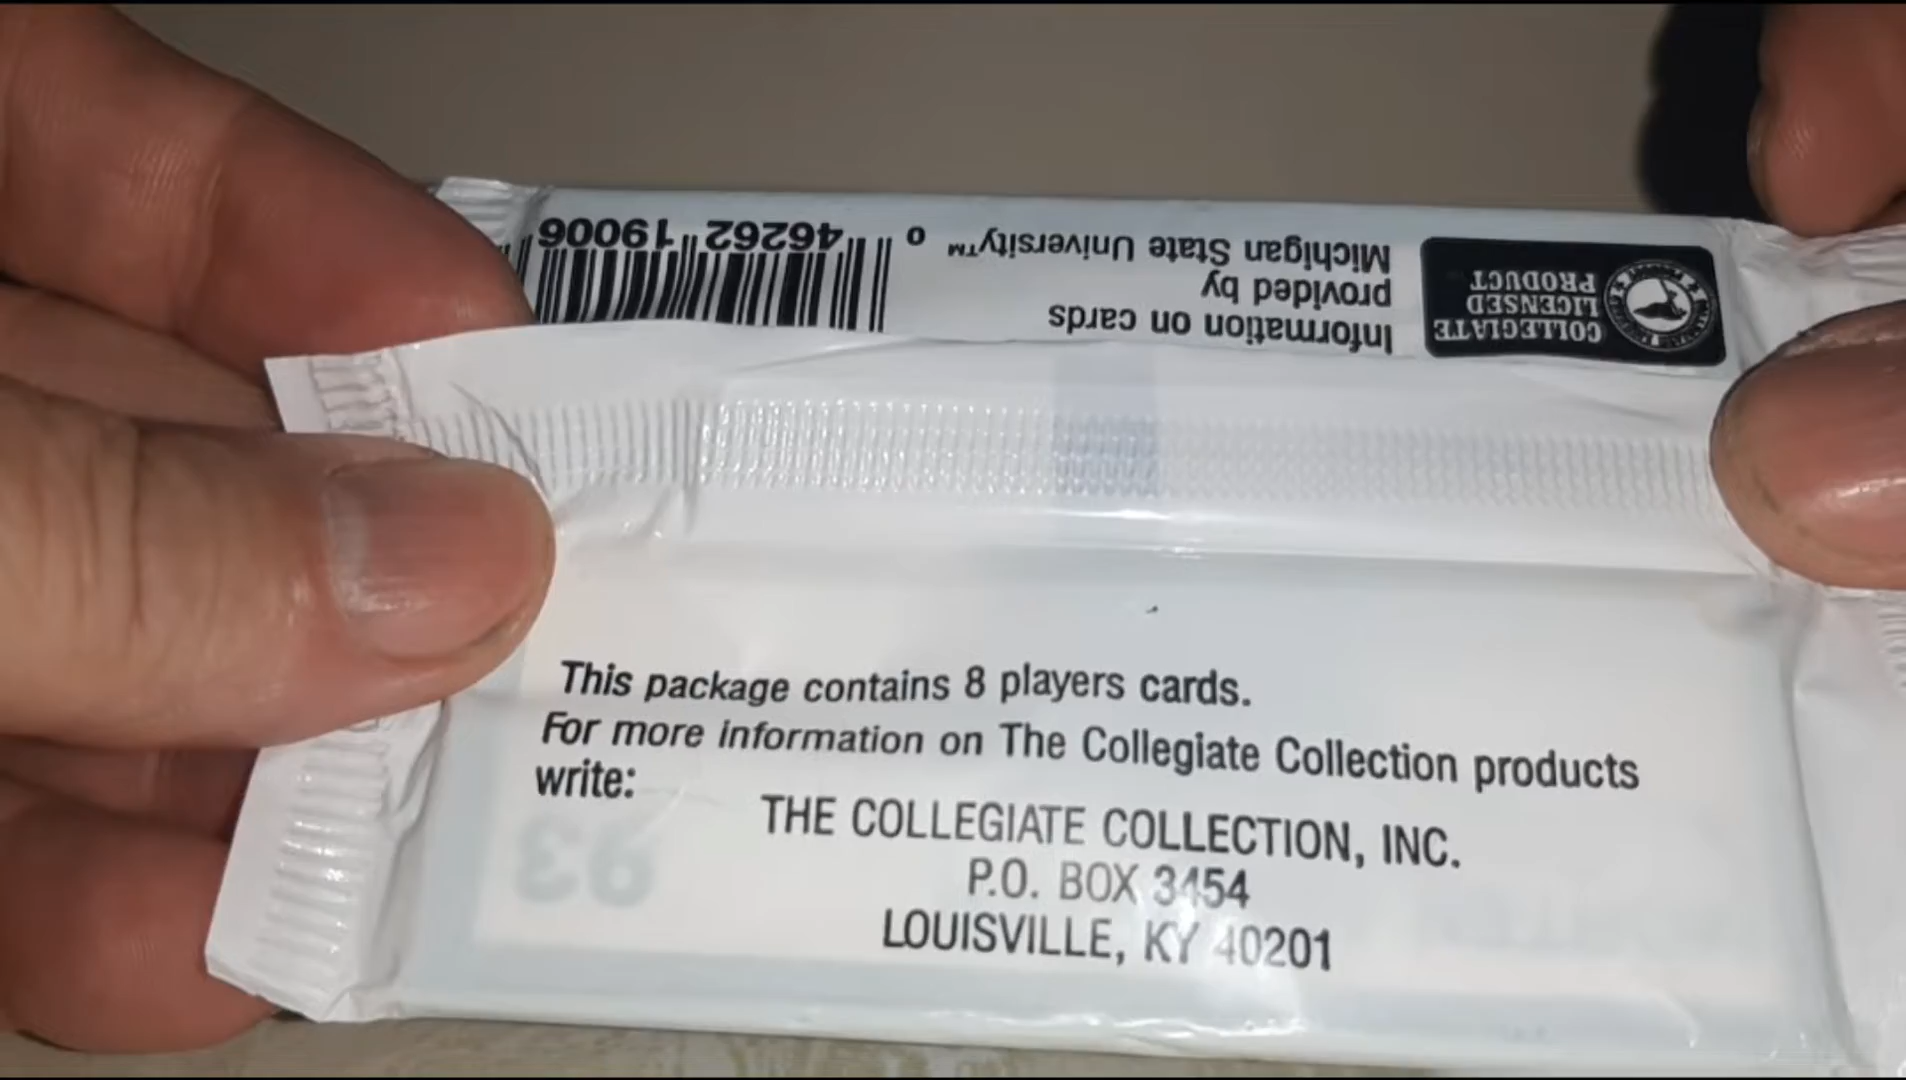 Information on cards
provided by
Michigan State University™
0 46262 19006
COLLEGIATE
LICENSED
PRODUCT
This package contains 8 players cards.
For more information on The Collegiate Collection products
write:
THE COLLEGIATE COLLECTION, INC.
P.O. BOX 3454
LOUISVILLE, KY 40201
93